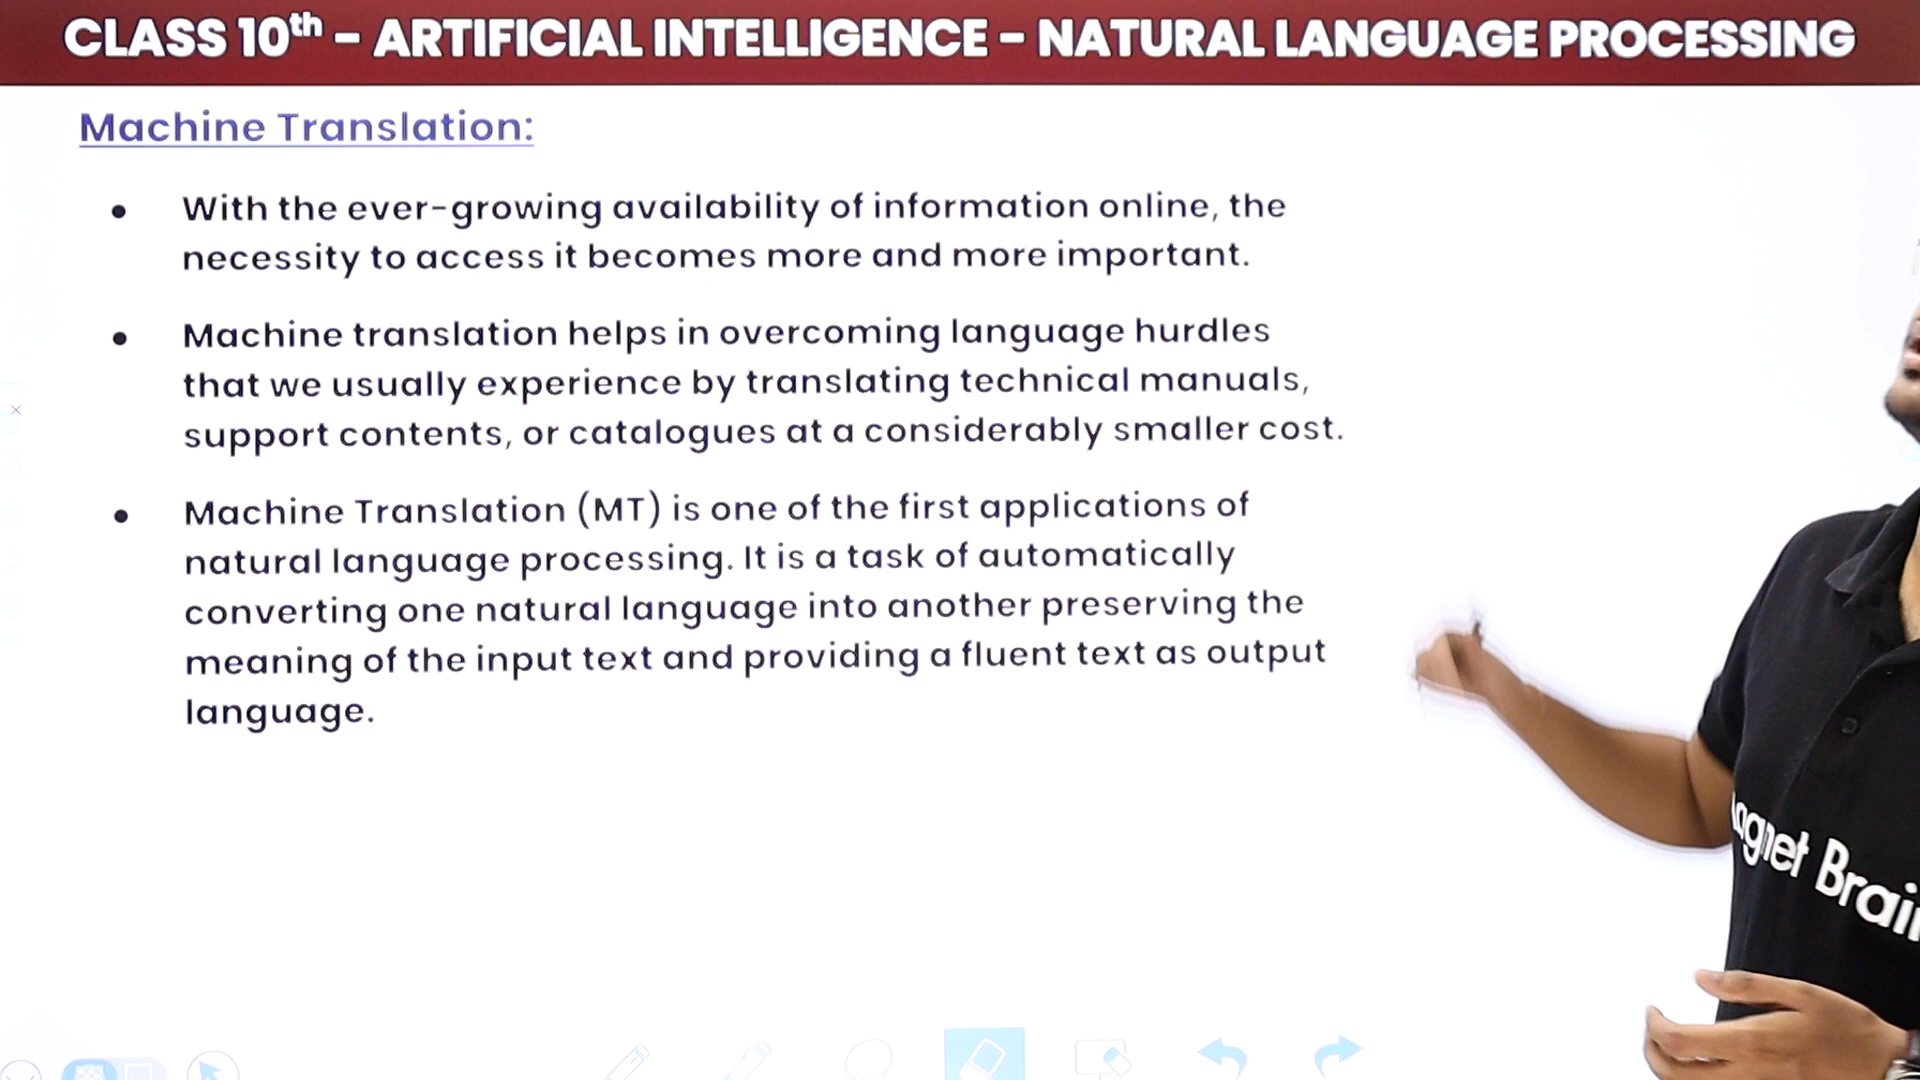 CLASS 10th - ARTIFICIAL INTELLIGENCE - NATURAL LANGUAGE PROCESSING
Machine Translation:
• With the ever-growing availability of information online, the
necessity to access it becomes more and more important.
• Machine translation helps in overcoming language hurdles
that we usually experience by translating technical manuals,
support contents, or catalogues at a considerably smaller cost.
• Machine Translation (MT) is one of the first applications of
natural language processing. It is a task of automatically
converting one natural language into another preserving the
meaning of the input text and providing a fluent text as output
language.